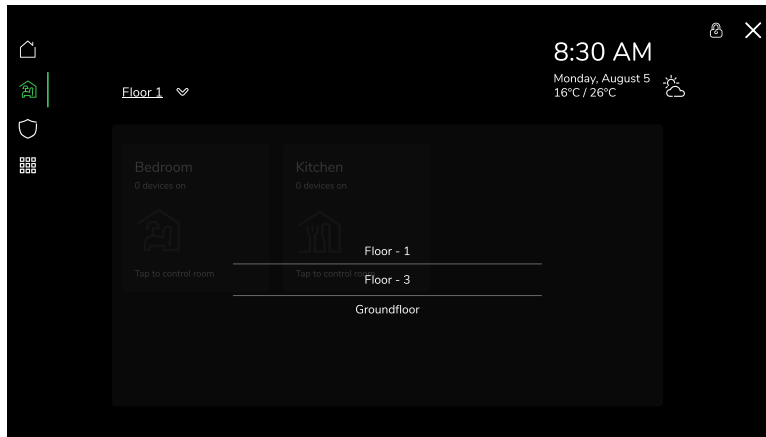 8:30 AM
Monday, August 5
16°C / 26°C
Floor 1
Bedroom
0 devices on
Tap to control room
Kitchen
0 devices on
Tap to control room
Floor - 1
Floor - 3
Groundfloor